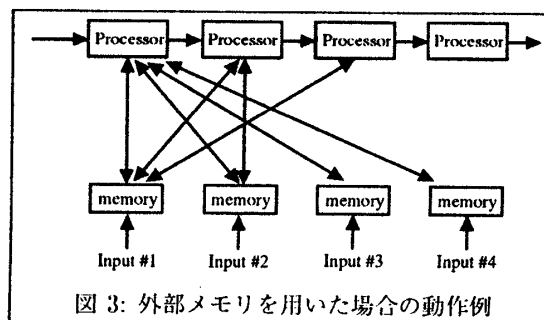 Processor Processor Processor Processor
memory memory memory memory
Input #1 Input #2 Input #3 Input #4
図 3: 外部メモリを用いた場合の動作例